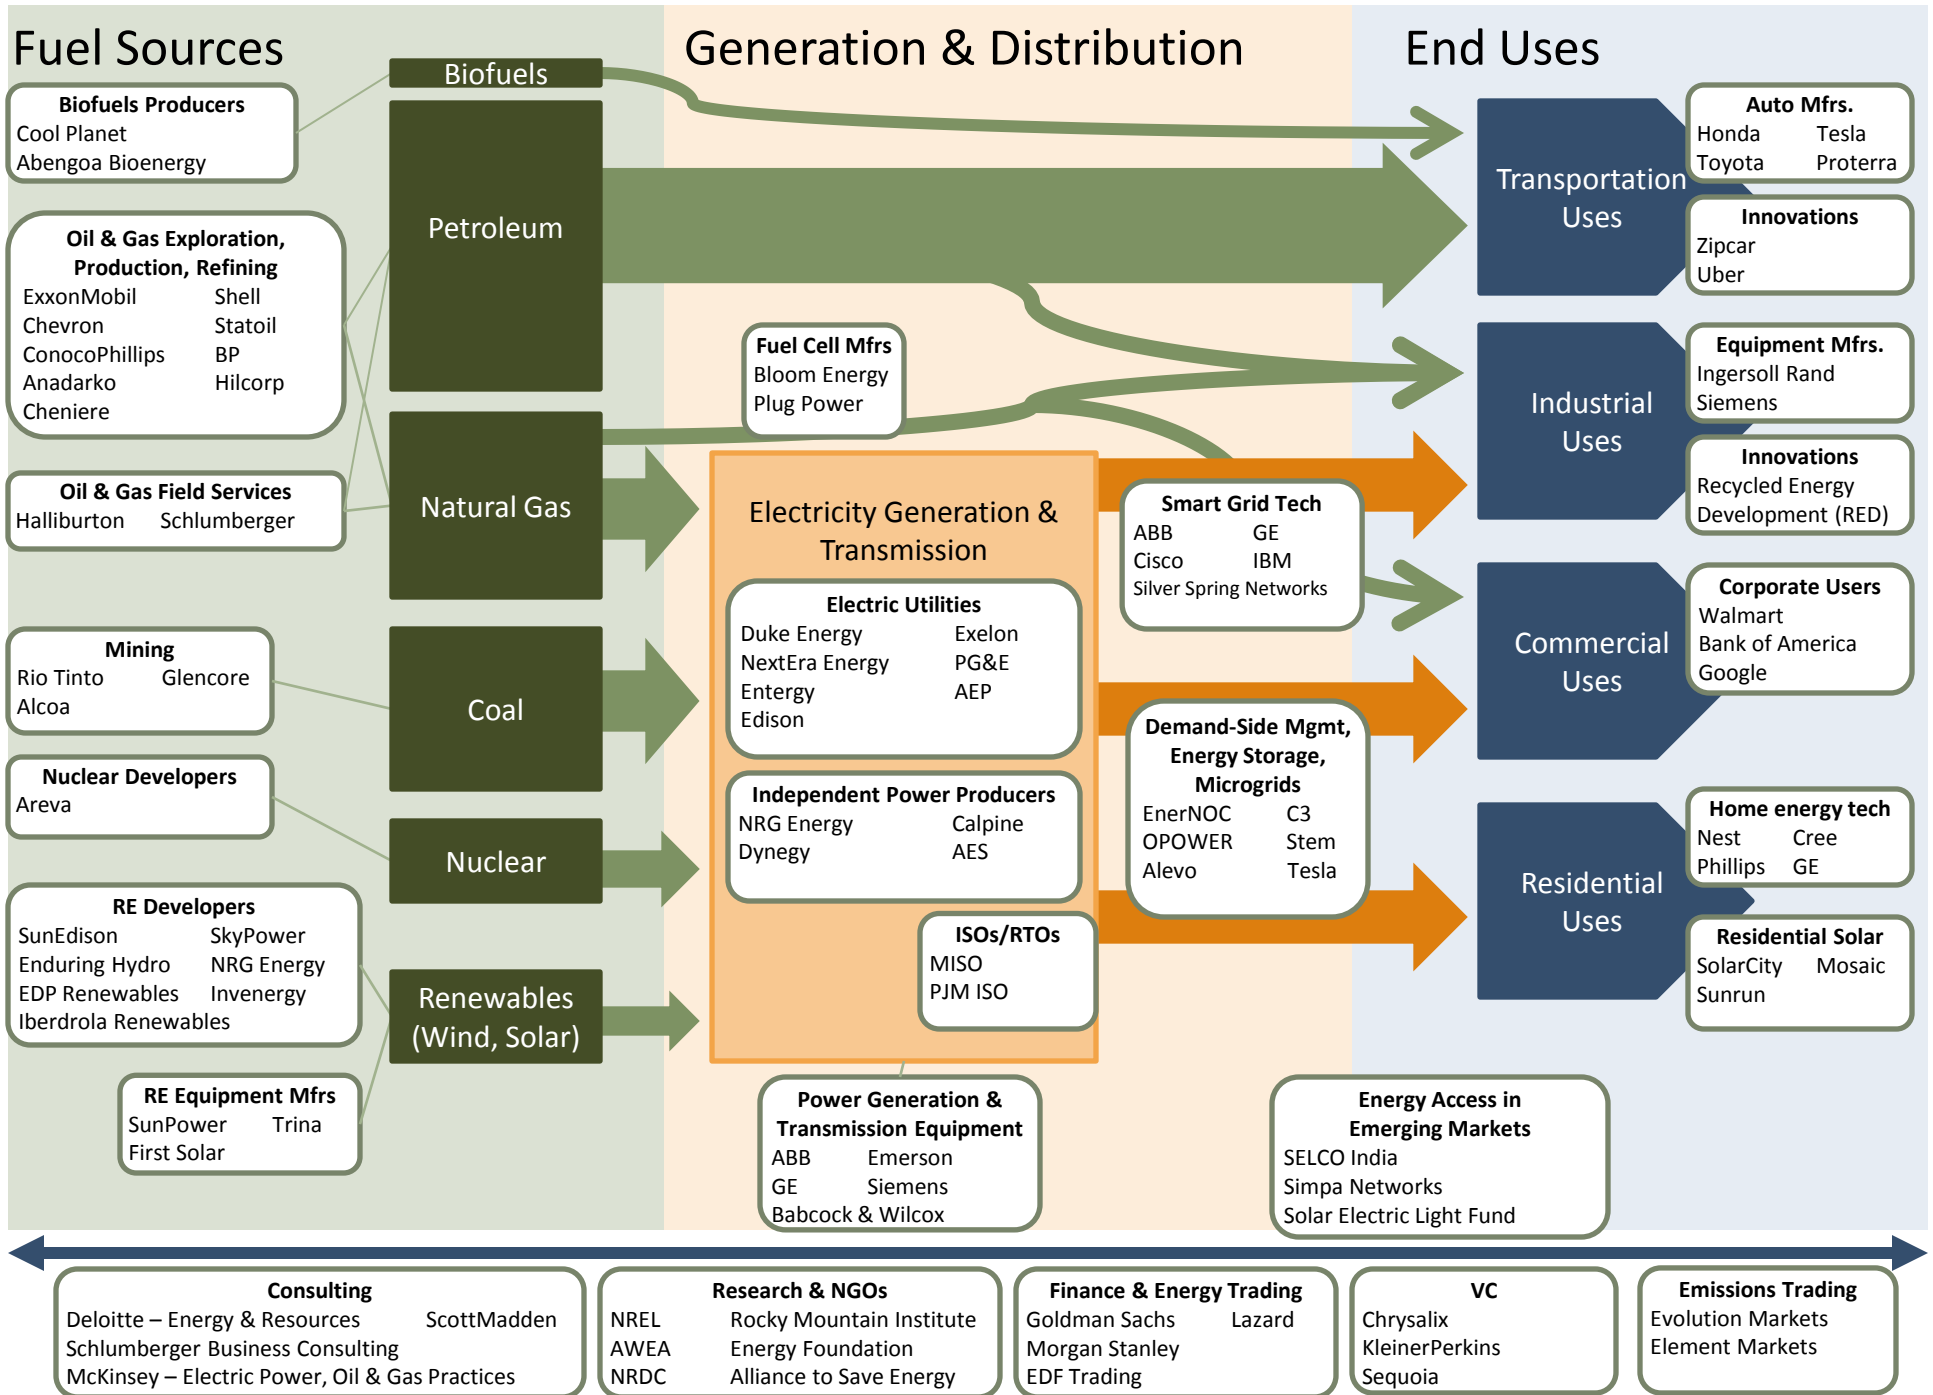 Fuel Sources
Generation & Distribution
End Uses
Biofuels Producers
Cool Planet
Abengoa Bioenergy
Oil & Gas Exploration,
Production, Refining
ExxonMobil Shell
Chevron Statoil
ConocoPhillips BP
Anadarko Hilcorp
Cheniere
Oil & Gas Field Services
Halliburton Schlumberger
Mining
Rio Tinto Glencore
Alcoa
Nuclear Developers
Areva
RE Developers
SunEdison SkyPower
Enduring Hydro NRG Energy
EDP Renewables Invenergy
Iberdrola Renewables
RE Equipment Mfrs
SunPower Trina
First Solar
Biofuels
Petroleum
Natural Gas
Coal
Nuclear
Renewables
(Wind, Solar)
Fuel Cell Mfrs
Bloom Energy
Plug Power
Electricity Generation &
Transmission
Electric Utilities
Duke Energy Exelon
NextEra Energy PG&E
Entergy AEP
Edison
Independent Power Producers
NRG Energy Calpine
Dynegy AES
ISOs/RTOs
MISO
PJM ISO
Power Generation &
Transmission Equipment
ABB Emerson
GE Siemens
Babcock & Wilcox
Smart Grid Tech
ABB GE
Cisco IBM
Silver Spring Networks
Demand-Side Mgmt,
Energy Storage,
Microgrids
EnerNOC C3
OPOWER Stem
Alevo Tesla
Energy Access in
Emerging Markets
SELCO India
Simpa Networks
Solar Electric Light Fund
Transportation
Uses
Industrial
Uses
Commercial
Uses
Residential
Uses
Auto Mfrs.
Honda Tesla
Toyota Proterra
Innovations
Zipcar
Uber
Equipment Mfrs.
Ingersoll Rand
Siemens
Innovations
Recycled Energy
Development (RED)
Corporate Users
Walmart
Bank of America
Google
Home energy tech
Nest Cree
Phillips GE
Residential Solar
SolarCity Mosaic
Sunrun
Consulting
Deloitte – Energy & Resources ScottMadden
Schlumberger Business Consulting
McKinsey – Electric Power, Oil & Gas Practices
Research & NGOs
NREL Rocky Mountain Institute
AWEA Energy Foundation
NRDC Alliance to Save Energy
Finance & Energy Trading
Goldman Sachs Lazard
Morgan Stanley
EDF Trading
VC
Chrysalix
KleinerPerkins
Sequoia
Emissions Trading
Evolution Markets
Element Markets